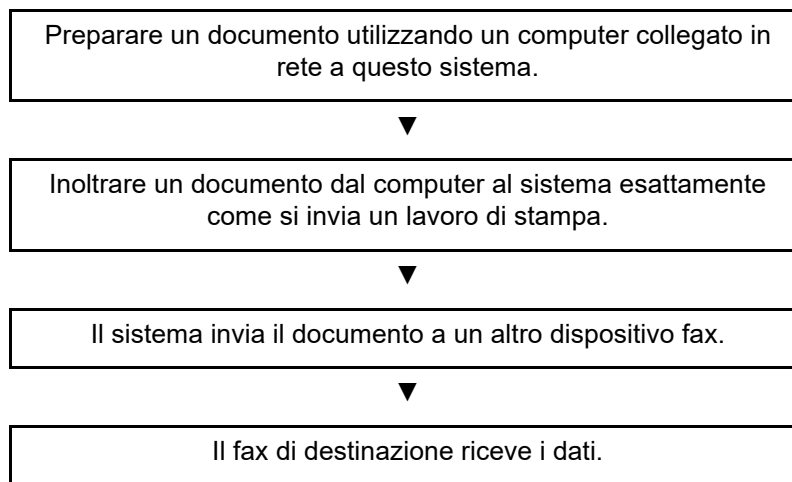 Preparare un documento utilizzando un computer collegato in
rete a questo sistema.
▼
Inoltrare un documento dal computer al sistema esattamente
come si invia un lavoro di stampa.
▼
Il sistema invia il documento a un altro dispositivo fax.
▼
Il fax di destinazione riceve i dati.